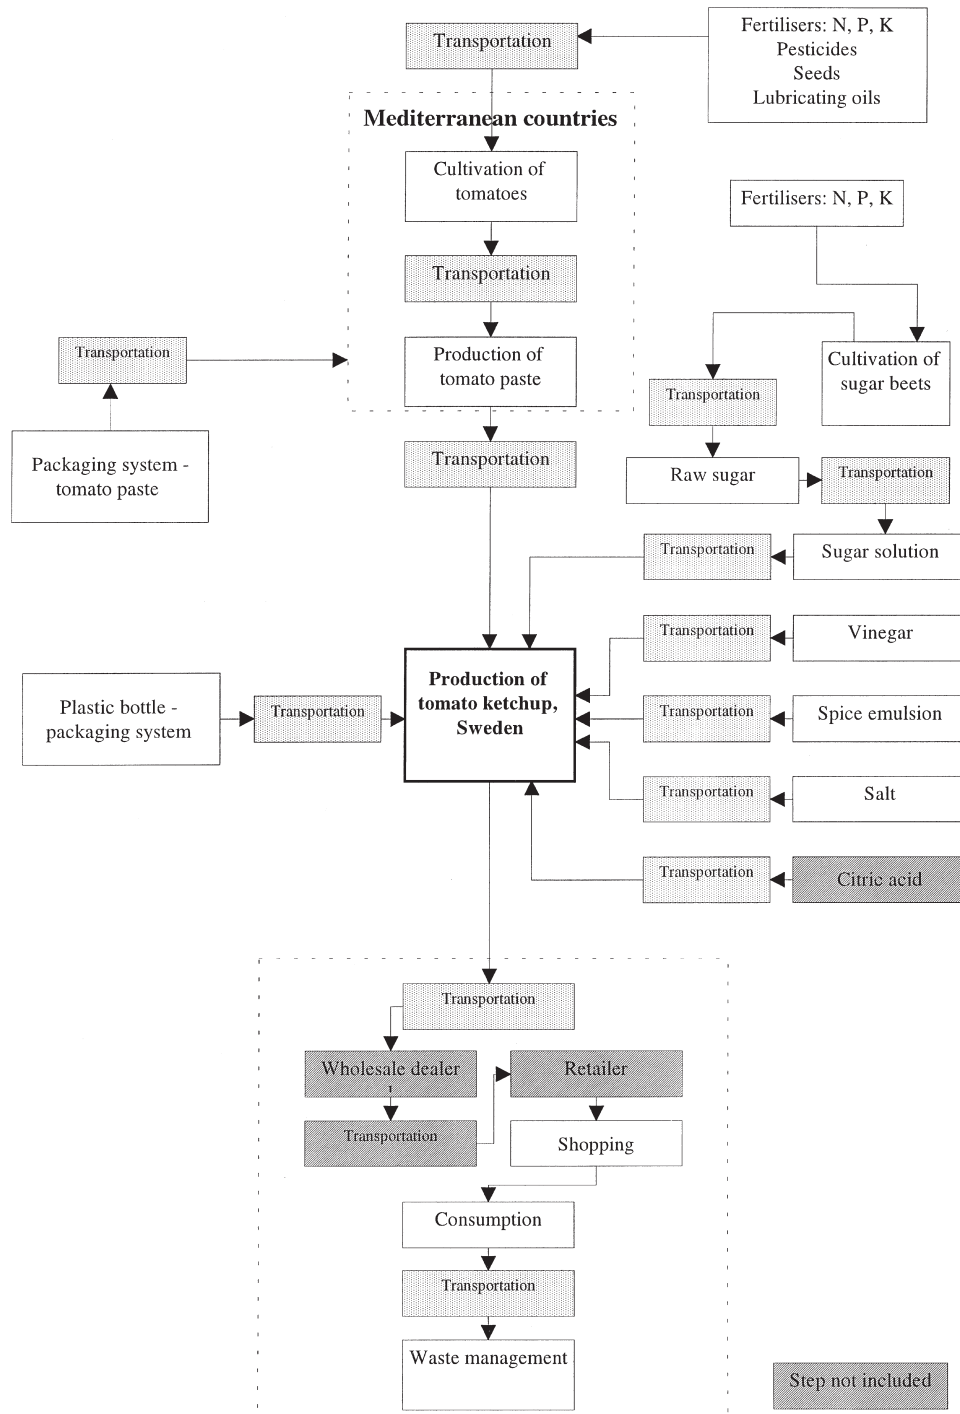 Transportation
Fertilisers: N, P, K
Pesticides
Seeds
Lubricating oils
Mediterranean countries
Cultivation of
tomatoes
Fertilisers: N, P, K
Transportation
Transportation
Production of
tomato paste
Cultivation of
sugar beets
Transportation
Packaging system -
tomato paste
Transportation
Raw sugar
Transportation
Transportation
Sugar solution
Transportation
Vinegar
Production of
tomato ketchup,
Sweden
Plastic bottle -
packaging system
Transportation
Transportation
Spice emulsion
Transportation
Salt
Transportation
Citric acid
Transportation
Wholesale dealer
Retailer
Transportation
Shopping
Consumption
Transportation
Waste management
Step not included